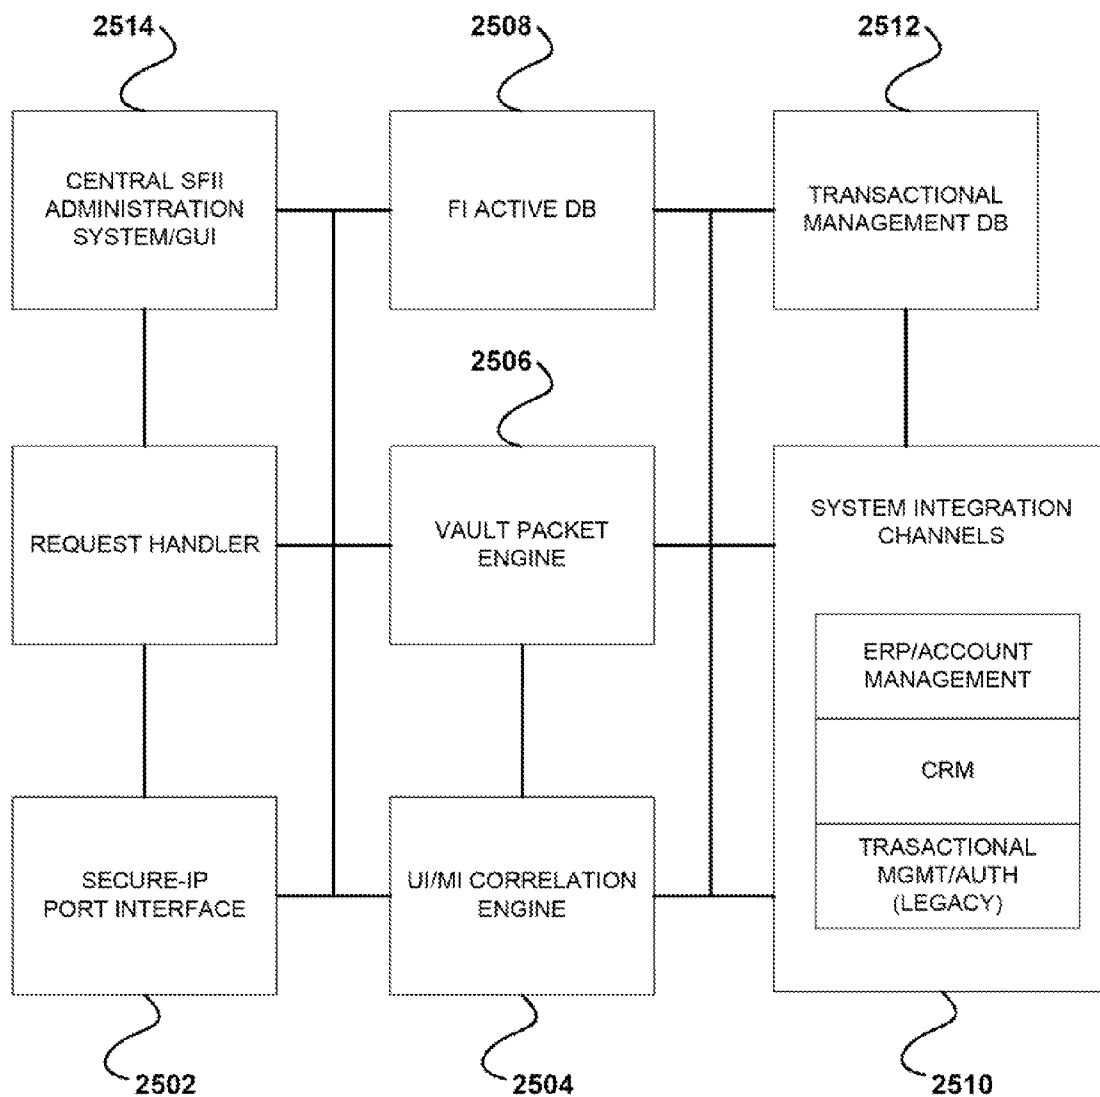 2514
2508
2512
CENTRAL SFII
ADMINISTRATION
SYSTEM/GUI
FI ACTIVE DB
TRANSACTIONAL
MANAGEMENT DB
2506
REQUEST HANDLER
VAULT PACKET
ENGINE
SYSTEM INTEGRATION
CHANNELS
ERP/ACCOUNT
MANAGEMENT
CRM
TRASACTIONAL
MGMT/AUTH
(LEGACY)
SECURE-IP
PORT INTERFACE
UI/MI CORRELATION
ENGINE
2502
2504
2510